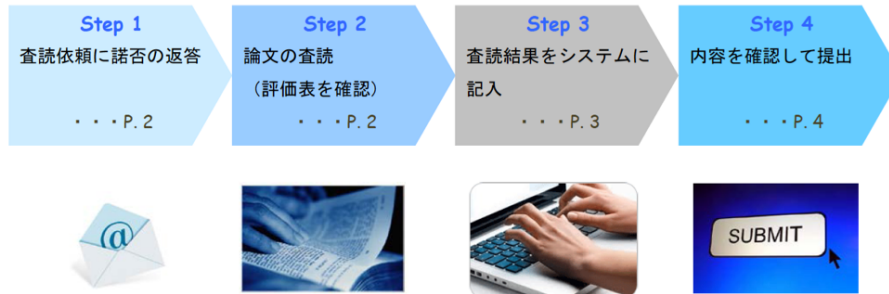 Step 1
査読依頼に諾否の返答
・・・P.2
Step 2
論文の査読
（評価表を確認）
・・・P.2
Step 3
査読結果をシステムに
記入
・・・P.3
Step 4
内容を確認して提出
・・・P.4
@
SUBMIT